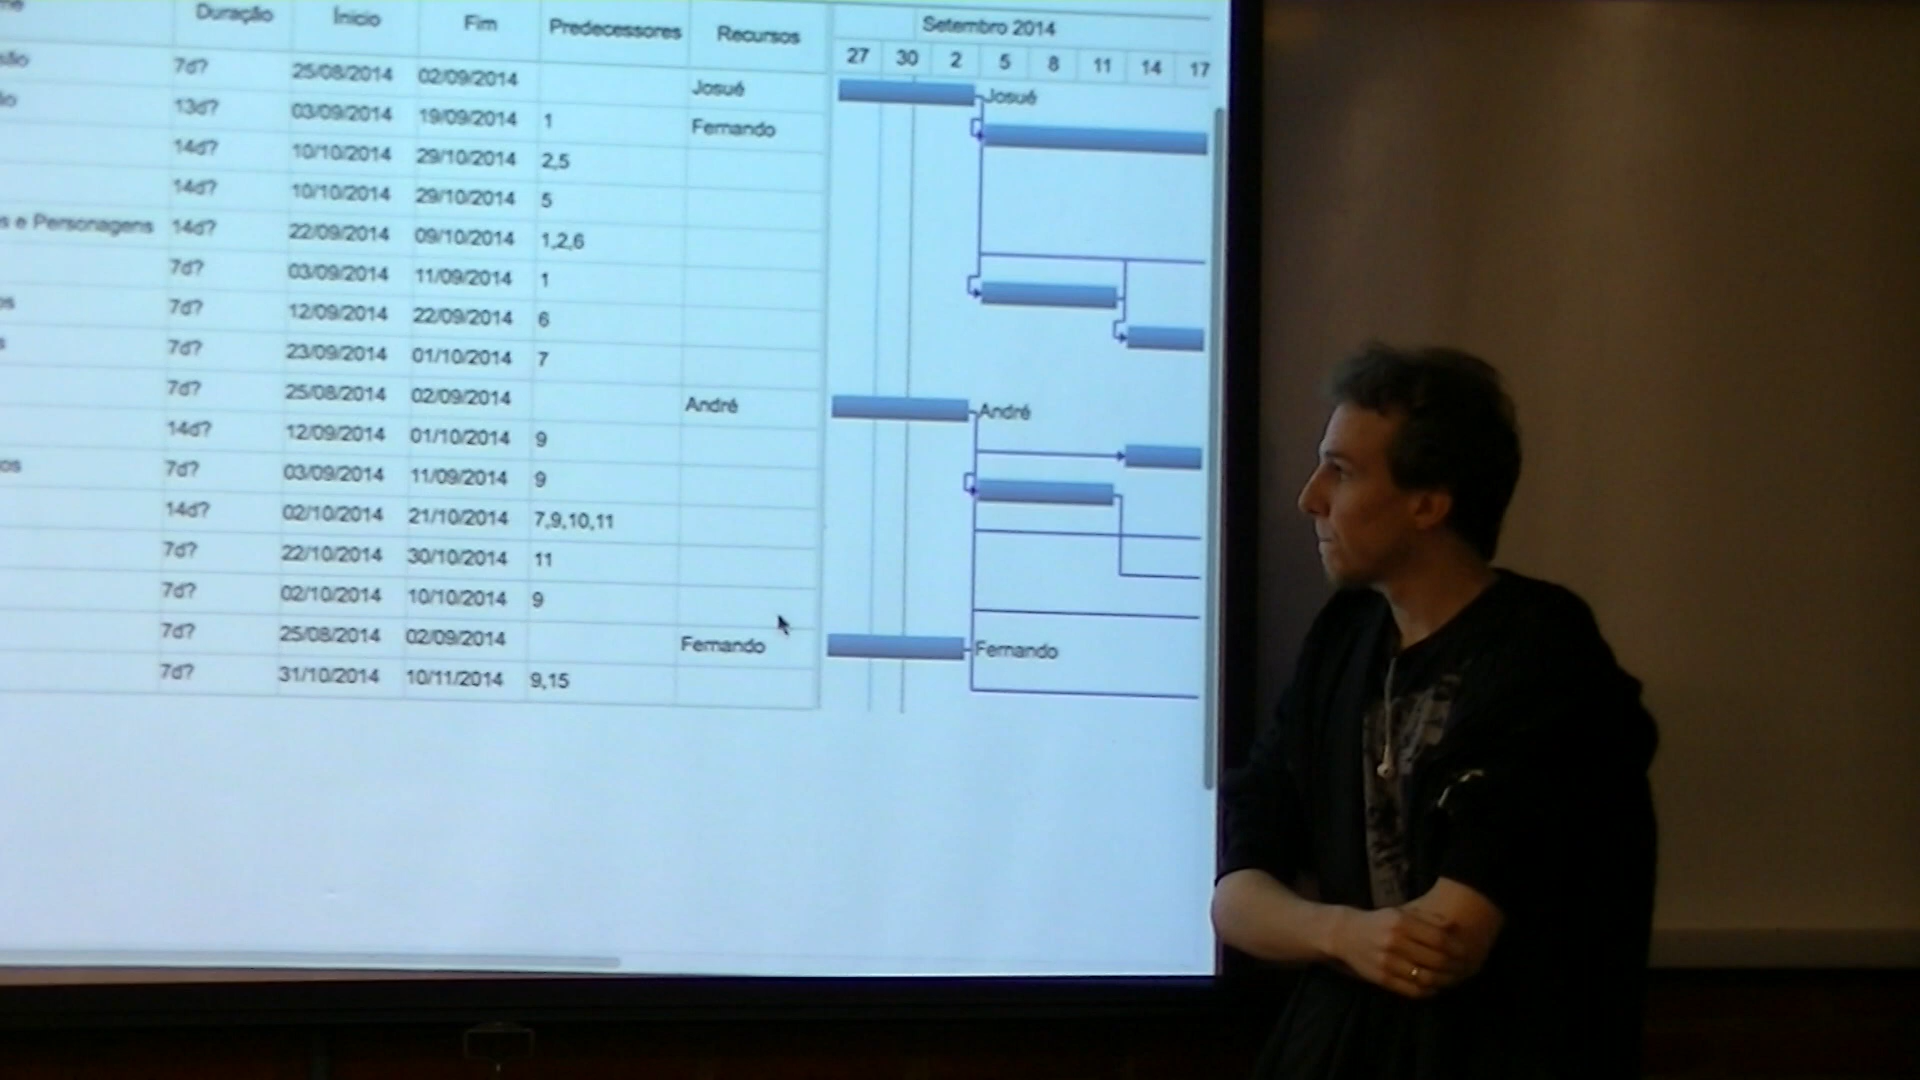 Setembro 2014
Duração Ínicio Fim Predecessores Recursos 27 30 2 5 8 11 14 17
7d? 25/08/2014 02/09/2014 Josué Josué
13d? 03/09/2014 19/09/2014 1 Fernando
14d? 10/10/2014 29/10/2014 2,5
14d? 10/10/2014 29/10/2014 5
s e Personagens 14d? 22/09/2014 09/10/2014 1,2,6
7d? 03/09/2014 11/09/2014 1
7d? 12/09/2014 22/09/2014 6
7d? 23/09/2014 01/10/2014 7
7d? 25/08/2014 02/09/2014 André André
14d? 12/09/2014 01/10/2014 9
os 7d? 03/09/2014 11/09/2014 9
14d? 02/10/2014 21/10/2014 7,9,10,11
7d? 22/10/2014 30/10/2014 11
7d? 02/10/2014 10/10/2014 9
7d? 25/08/2014 02/09/2014 Fernando Fernando
7d? 31/10/2014 10/11/2014 9,15